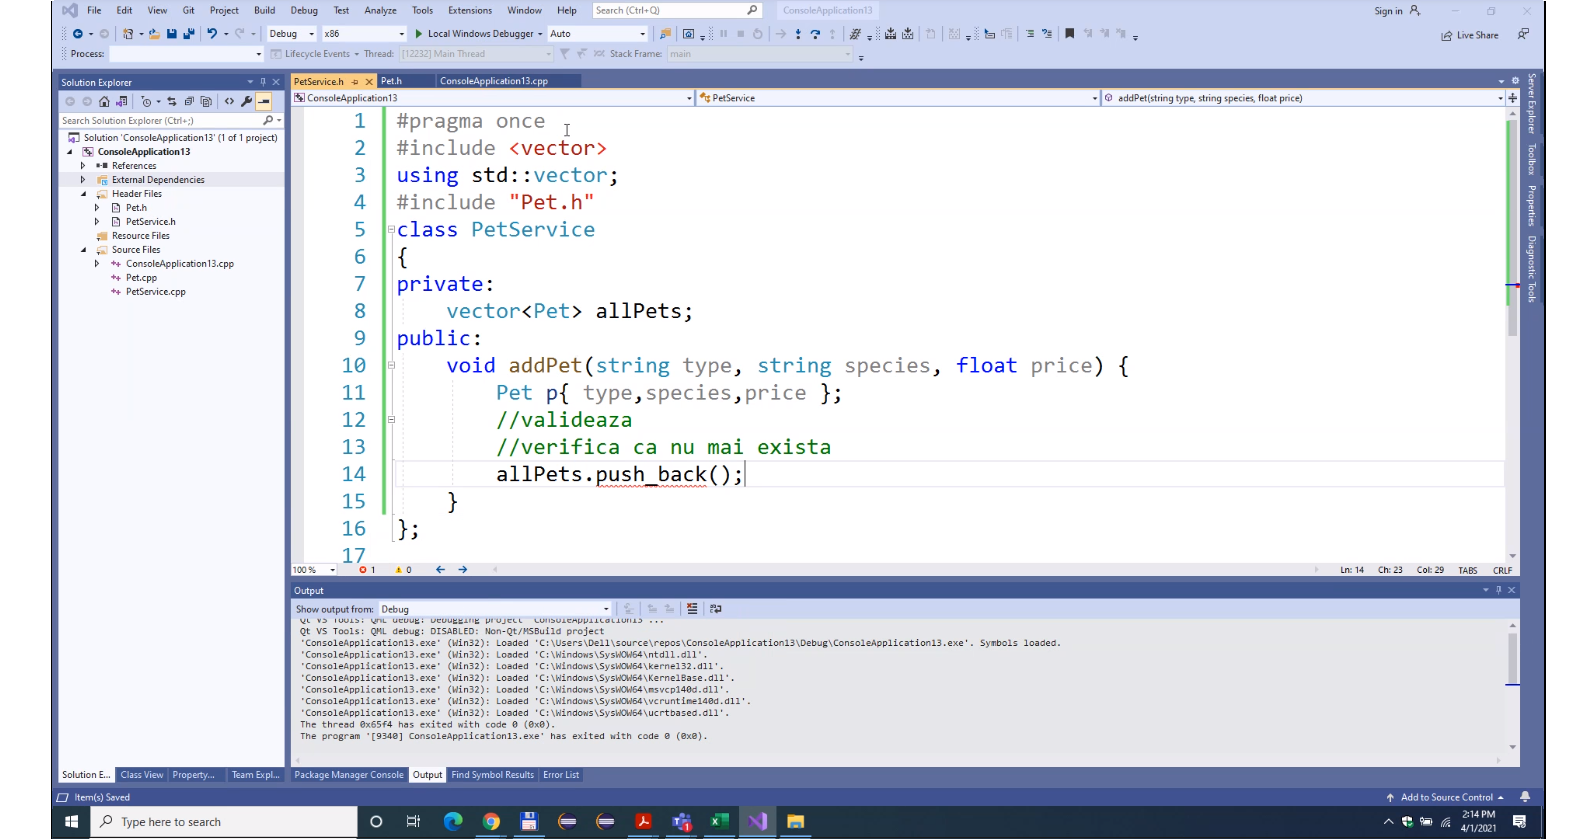 File Edit View Git Project Build Debug Test Analyze Tools Extensions Window Help Search (Ctrl+Q) ConsoleApplication13 Sign in
Debug x86 Local Windows Debugger Auto Live Share
Process: Lifecycle Events Thread: [12232] Main Thread Stack Frame: main
Solution Explorer
Search Solution Explorer (Ctrl+;)
Solution 'ConsoleApplication13' (1 of 1 project)
ConsoleApplication13
References
External Dependencies
Header Files
Pet.h
PetService.h
Resource Files
Source Files
ConsoleApplication13.cpp
Pet.cpp
PetService.cpp
Solution E... Class View Property... Team Expl...
PetService.h Pet.h ConsoleApplication13.cpp
ConsoleApplication13 PetService addPet(string type, string species, float price)
1 #pragma once
2 #include <vector>
3 using std::vector;
4 #include "Pet.h"
5 class PetService
6 {
7 private:
8 vector<Pet> allPets;
9 public:
10 void addPet(string type, string species, float price) {
11 Pet p{ type,species,price };
12 //valideaza
13 //verifica ca nu mai exista
14 allPets.push_back();
15 }
16 };
17
100 % 1 0 Ln: 14 Ch: 23 Col: 29 TABS CRLF
Output
Show output from: Debug
Qt VS Tools: QML debug: Debugging project 'ConsoleApplication13'...
Qt VS Tools: QML debug: DISABLED: Non-Qt/MSBuild project
'ConsoleApplication13.exe' (Win32): Loaded 'C:\Users\Dell\source\repos\ConsoleApplication13\Debug\ConsoleApplication13.exe'. Symbols loaded.
'ConsoleApplication13.exe' (Win32): Loaded 'C:\Windows\SysWOW64\ntdll.dll'.
'ConsoleApplication13.exe' (Win32): Loaded 'C:\Windows\SysWOW64\kernel32.dll'.
'ConsoleApplication13.exe' (Win32): Loaded 'C:\Windows\SysWOW64\KernelBase.dll'.
'ConsoleApplication13.exe' (Win32): Loaded 'C:\Windows\SysWOW64\msvcp140d.dll'.
'ConsoleApplication13.exe' (Win32): Loaded 'C:\Windows\SysWOW64\vcruntime140d.dll'.
'ConsoleApplication13.exe' (Win32): Loaded 'C:\Windows\SysWOW64\ucrtbased.dll'.
The thread 0x65f4 has exited with code 0 (0x0).
The program '[9340] ConsoleApplication13.exe' has exited with code 0 (0x0).
Package Manager Console Output Find Symbol Results Error List
Server Explorer
Toolbox
Properties
Diagnostic Tools
Item(s) Saved Add to Source Control
Type here to search 2:14 PM
4/1/2021